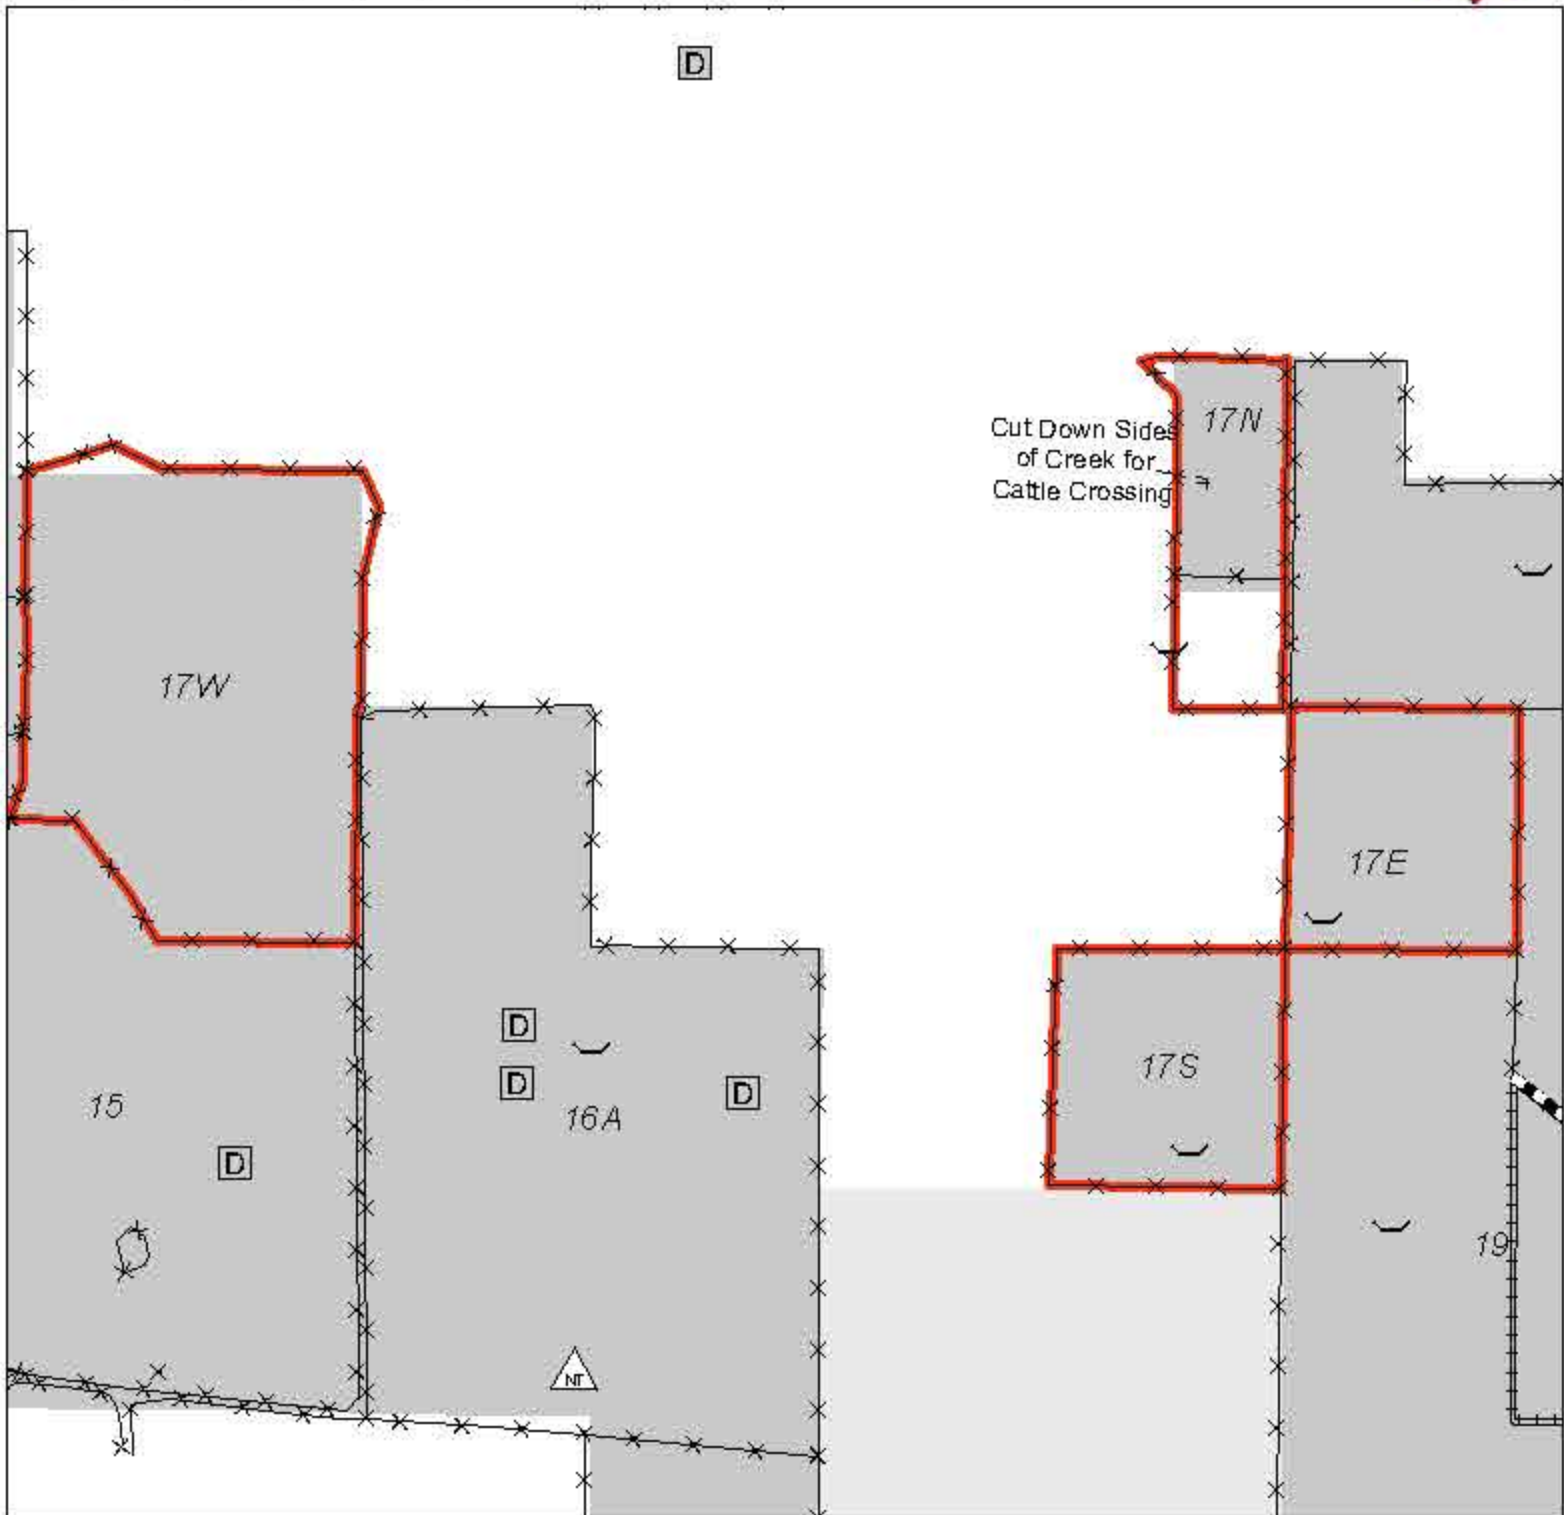 D
17N
Cut Down Sides
of Creek for
Cattle Crossing
17W
17E
D
D
D
17S
15
16A
D
19
NT